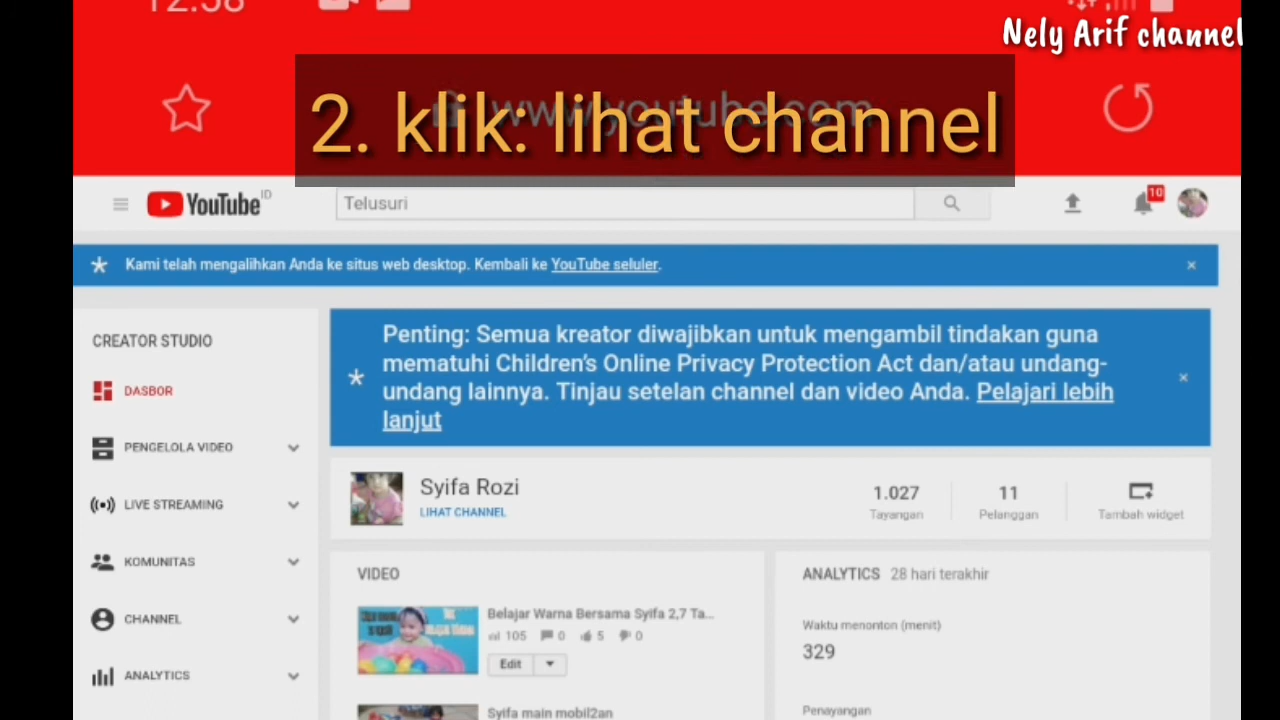 12:58
Nely Arif channel
www.youtube.com
2. klik: lihat channel
YouTube ID
Telusuri
10
Kami telah mengalihkan Anda ke situs web desktop. Kembali ke YouTube seluler.
CREATOR STUDIO
DASBOR
PENGELOLA VIDEO
LIVE STREAMING
KOMUNITAS
CHANNEL
ANALYTICS
Penting: Semua kreator diwajibkan untuk mengambil tindakan guna
mematuhi Children's Online Privacy Protection Act dan/atau undang-
undang lainnya. Tinjau setelan channel dan video Anda. Pelajari lebih
lanjut
Syifa Rozi
LIHAT CHANNEL
1.027
Tayangan
11
Pelanggan
Tambah widget
VIDEO
Belajar Warna Bersama Syifa 2,7 Ta...
105 0 5 0
Edit
Syifa main mobil2an
ANALYTICS 28 hari terakhir
Waktu menonton (menit)
329
Penayangan